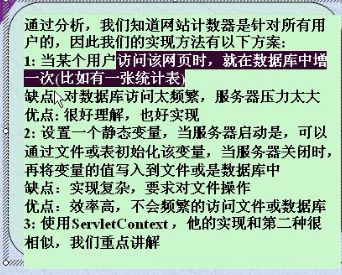 通过分析，我们知道网站计数器是针对所有用
户的，因此我们的实现方法有以下方案:
1: 当某个用户访问该网页时，就在数据库中增
一次(比如有一张统计表)
缺点:对数据库访问太频繁，服务器压力太大
优点: 很好理解，也好实现
2: 设置一个静态变量，当服务器启动是，可以
通过文件或表初始化该变量，当服务器关闭时，
再将变量的值写入到文件或是数据库中
缺点：实现复杂，要求对文件操作
优点：效率高，不会频繁的访问文件或数据库
3: 使用ServletContext，他的实现和第二种很
相似，我们重点讲解